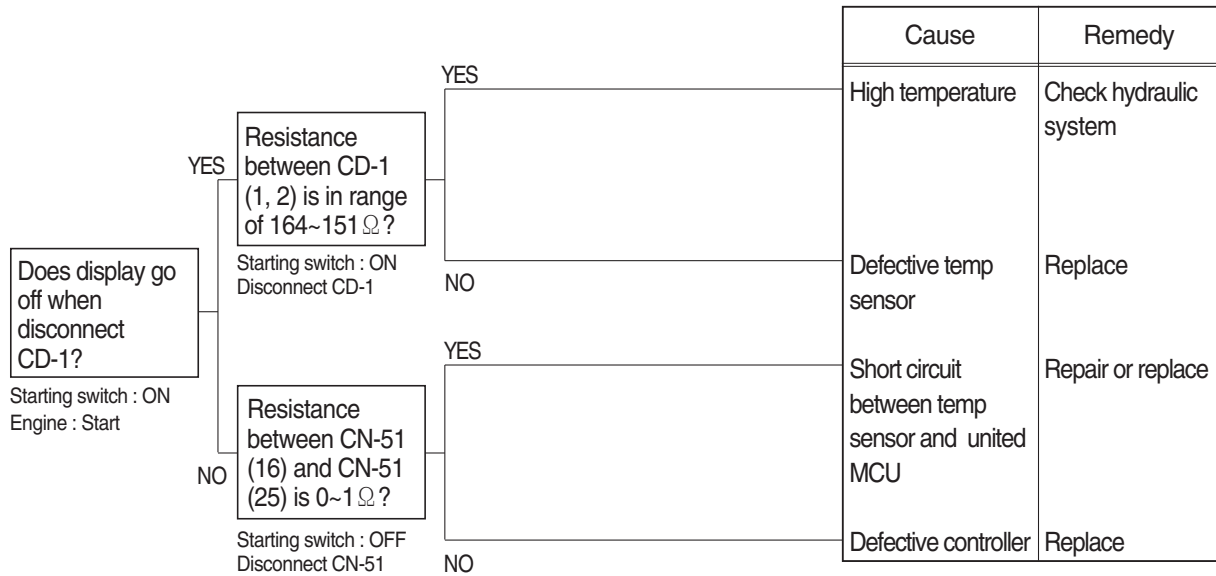 Does display go
off when
disconnect
CD-1?
Starting switch : ON
Engine : Start
YES
Resistance
between CD-1
(1, 2) is in range
of 164~151Ω?
Starting switch : ON
Disconnect CD-1
NO
Resistance
between CN-51
(16) and CN-51
(25) is 0~1Ω?
Starting switch : OFF
Disconnect CN-51
YES
NO
YES
NO
Cause Remedy
High temperature Check hydraulic
system
Defective temp Replace
sensor
Short circuit Repair or replace
between temp
sensor and united
MCU
Defective controller Replace